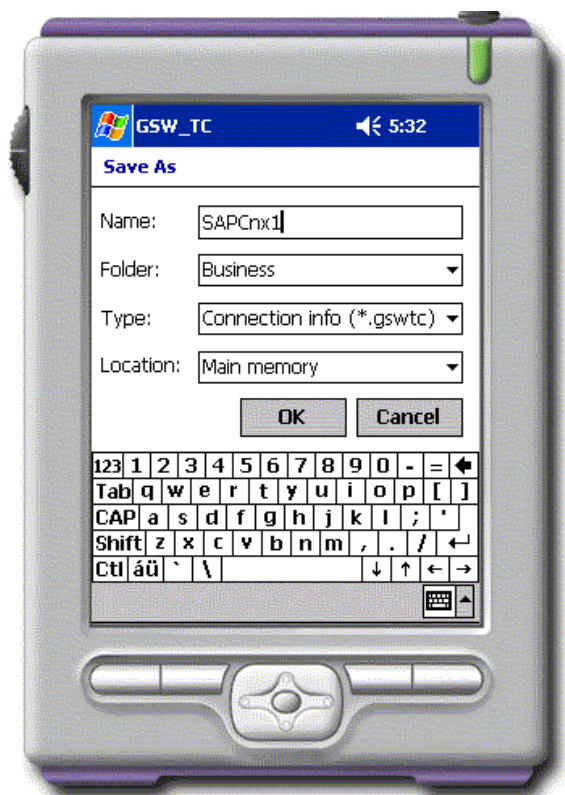 GSW_TC 5:32
Save As
Name: SAPCnx1
Folder: Business
Type: Connection info (*.gswtc)
Location: Main memory
OK Cancel
123 1 2 3 4 5 6 7 8 9 0 - = 🡄
Tab q w e r t y u i o p [ ]
CAP a s d f g h j k l ; '
Shift z x c v b n m , . / ↵
Ctl áü ` \ ↓ ↑ ← →